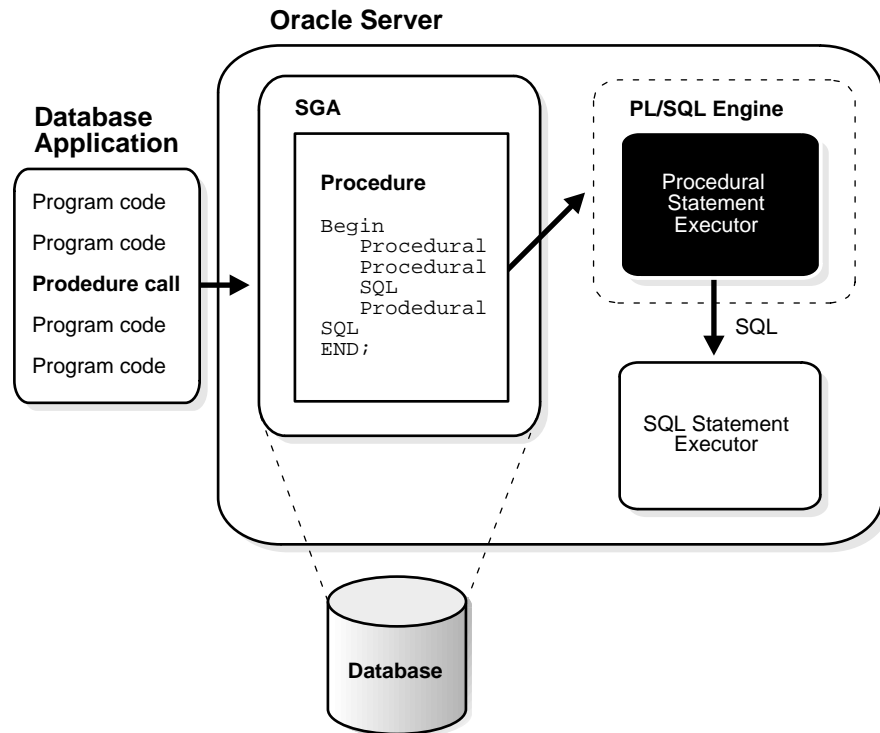 Oracle Server
Database
Application
Program code
Program code
Prodedure call
Program code
Program code
SGA
Procedure
Begin
Procedural
Procedural
SQL
Prodedural
SQL
END;
PL/SQL Engine
Procedural
Statement
Executor
SQL
SQL Statement
Executor
Database